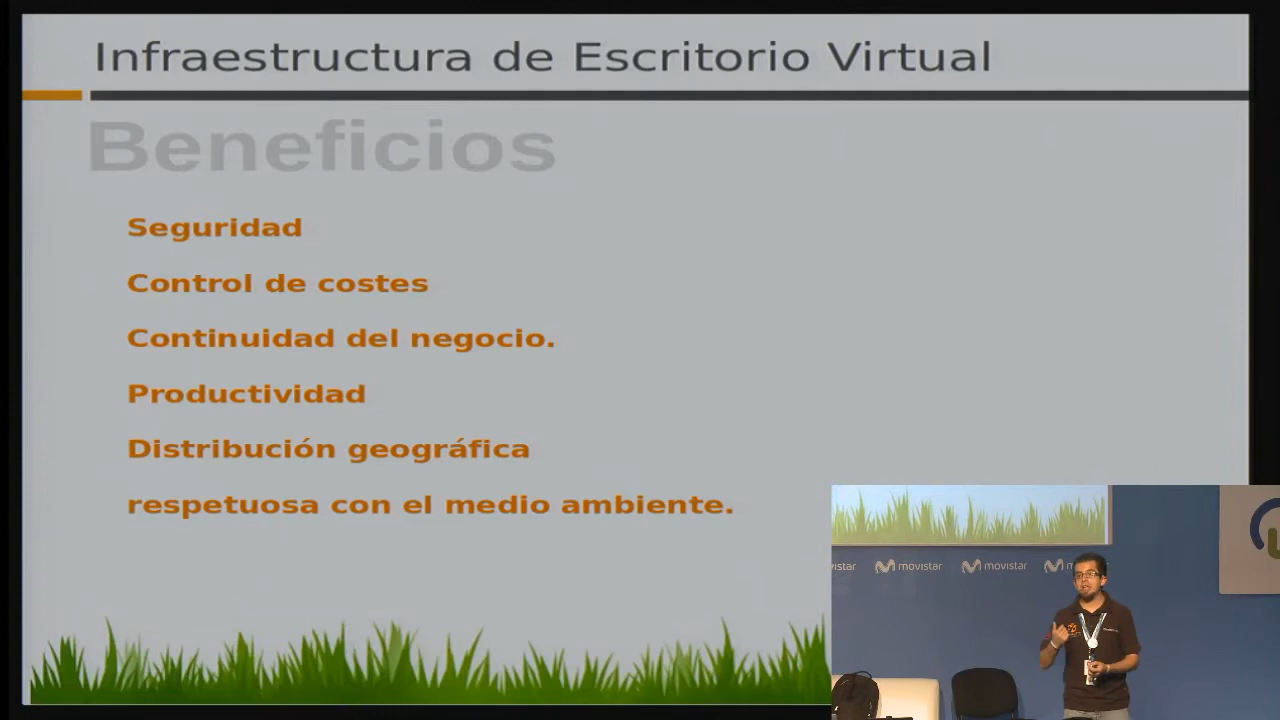 Infraestructura de Escritorio Virtual
Beneficios
Seguridad
Control de costes
Continuidad del negocio.
Productividad
Distribución geográfica
respetuosa con el medio ambiente.
vistar movistar movistar